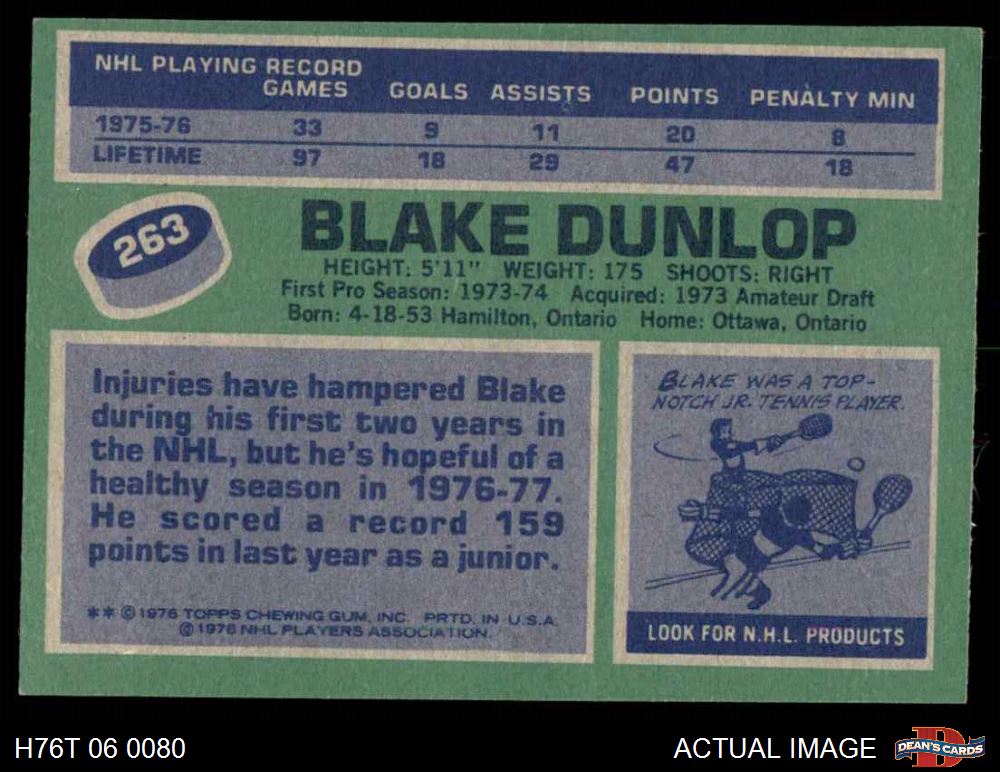 NHL PLAYING RECORD
GAMES GOALS ASSISTS POINTS PENALTY MIN
1975-76 33 9 11 20 8
LIFETIME 97 18 29 47 18
263
BLAKE DUNLOP
HEIGHT: 5'11" WEIGHT: 175 SHOOTS: RIGHT
First Pro Season: 1973-74 Acquired: 1973 Amateur Draft
Born: 4-18-53 Hamilton, Ontario Home: Ottawa, Ontario
Injuries have hampered Blake
during his first two years in
the NHL, but he's hopeful of a
healthy season in 1976-77.
He scored a record 159
points in last year as a junior.
** © 1976 TOPPS CHEWING GUM, INC. PRTD. IN U.S.A.
© 1976 NHL PLAYERS ASSOCIATION.
BLAKE WAS A TOP-
NOTCH JR. TENNIS PLAYER.
LOOK FOR N.H.L. PRODUCTS
H76T 06 0080
ACTUAL IMAGE
DEAN'S CARDS